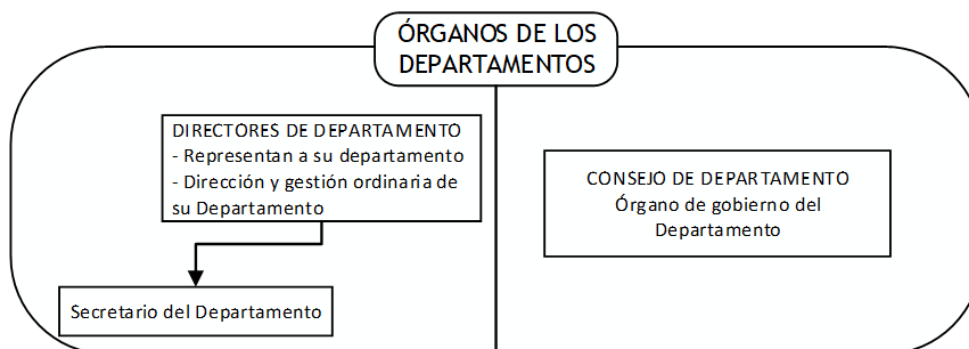 ÓRGANOS DE LOS
DEPARTAMENTOS
DIRECTORES DE DEPARTAMENTO
- Representan a su departamento
- Dirección y gestión ordinaria de
su Departamento
Secretario del Departamento
CONSEJO DE DEPARTAMENTO
Órgano de gobierno del
Departamento